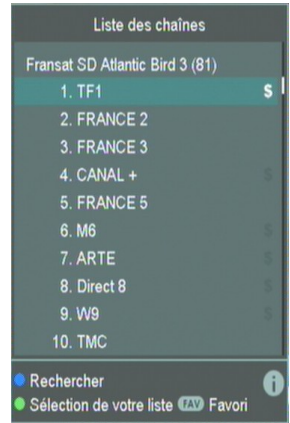 Liste des chaînes
Fransat SD Atlantic Bird 3 (81)
1. TF1 $
2. FRANCE 2
3. FRANCE 3
4. CANAL + $
5. FRANCE 5
6. M6 $
7. ARTE $
8. Direct 8 $
9. W9 $
10. TMC
Rechercher i
Sélection de votre liste FAV Favori